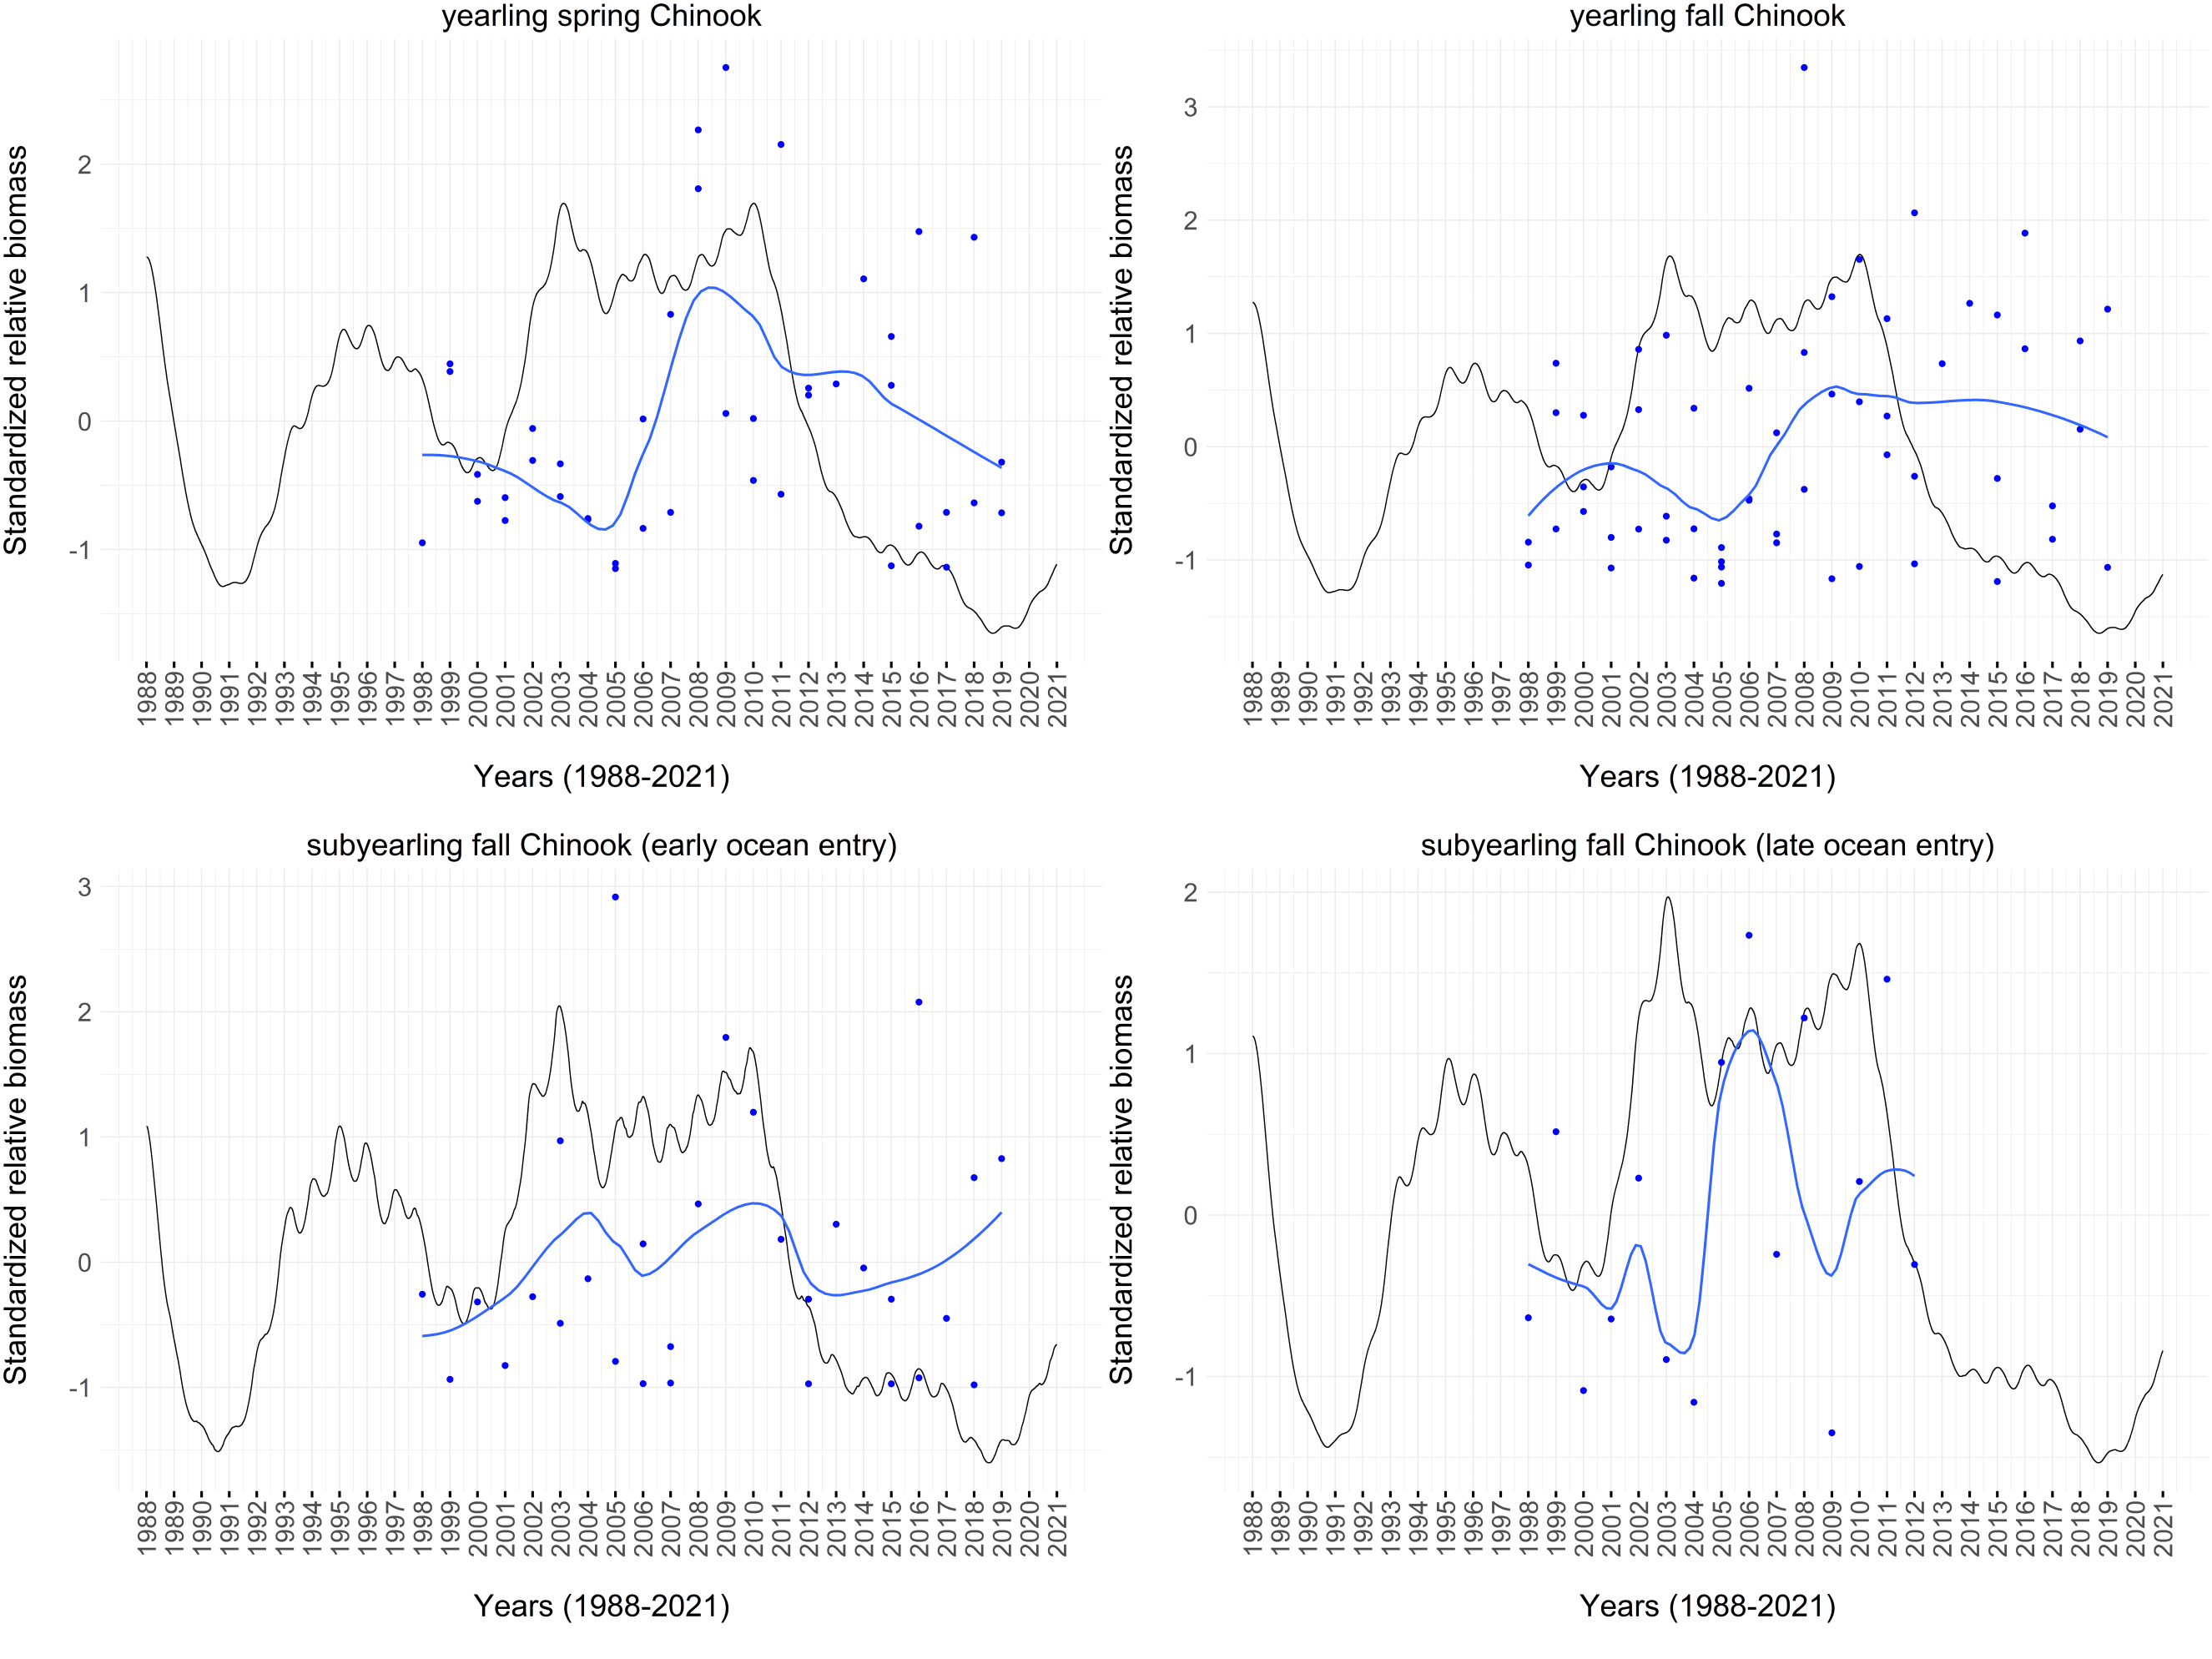 yearling spring Chinook
Standardized relative biomass
2
1
0
-1
1988 1989 1990 1991 1992 1993 1994 1995 1996 1997 1998 1999 2000 2001 2002 2003 2004 2005 2006 2007 2008 2009 2010 2011 2012 2013 2014 2015 2016 2017 2018 2019 2020 2021
Years (1988-2021)
yearling fall Chinook
Standardized relative biomass
3
2
1
0
-1
1988 1989 1990 1991 1992 1993 1994 1995 1996 1997 1998 1999 2000 2001 2002 2003 2004 2005 2006 2007 2008 2009 2010 2011 2012 2013 2014 2015 2016 2017 2018 2019 2020 2021
Years (1988-2021)
subyearling fall Chinook (early ocean entry)
Standardized relative biomass
3
2
1
0
-1
1988 1989 1990 1991 1992 1993 1994 1995 1996 1997 1998 1999 2000 2001 2002 2003 2004 2005 2006 2007 2008 2009 2010 2011 2012 2013 2014 2015 2016 2017 2018 2019 2020 2021
Years (1988-2021)
subyearling fall Chinook (late ocean entry)
Standardized relative biomass
2
1
0
-1
1988 1989 1990 1991 1992 1993 1994 1995 1996 1997 1998 1999 2000 2001 2002 2003 2004 2005 2006 2007 2008 2009 2010 2011 2012 2013 2014 2015 2016 2017 2018 2019 2020 2021
Years (1988-2021)